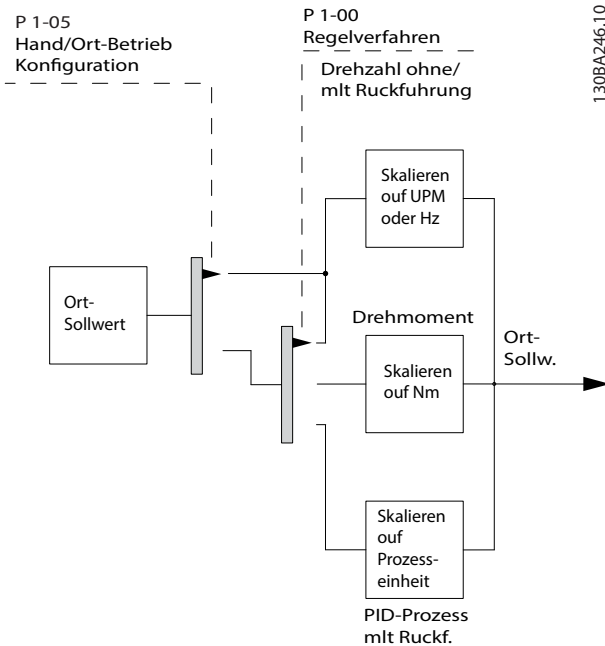 P 1-05
Hand/Ort-Betrieb
Konfiguration
P 1-00
Regelverfahren
Drehzahl ohne/
mlt Ruckfuhrung
130BA246.10
Skalieren
ouf UPM
oder Hz
Ort-
Sollwert
Drehmoment
Skalieren
ouf Nm
Ort-
Sollw.
Skalieren
ouf
Prozess-
einheit
PID-Prozess
mlt Ruckf.